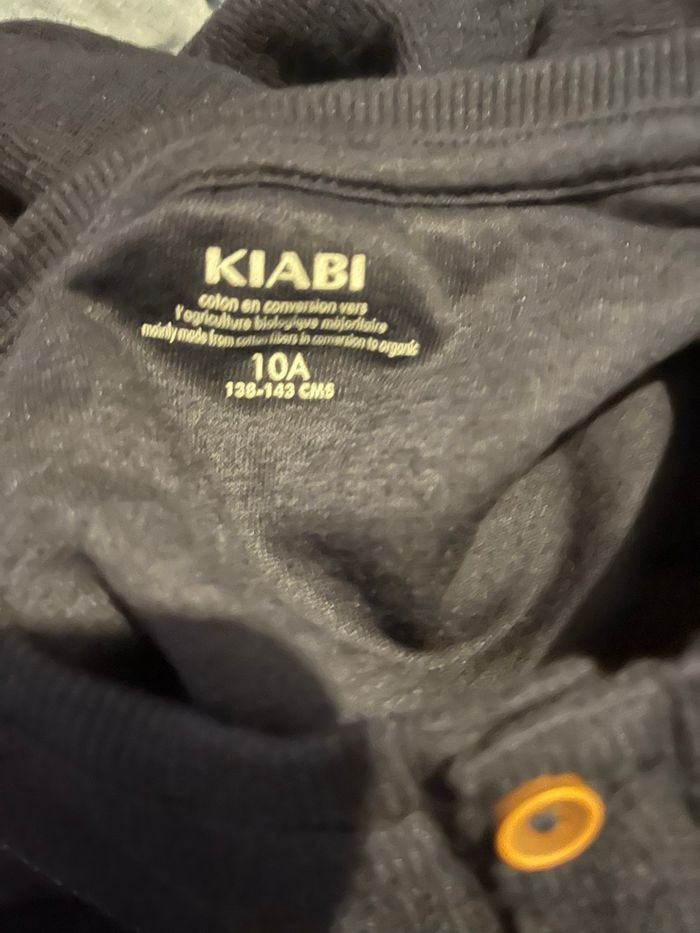 KIABI
coton en conversion vers
l'agriculture biologique majoritaire
mainly made from cotton fibers in conversion to organic
10A
138-143 CMS